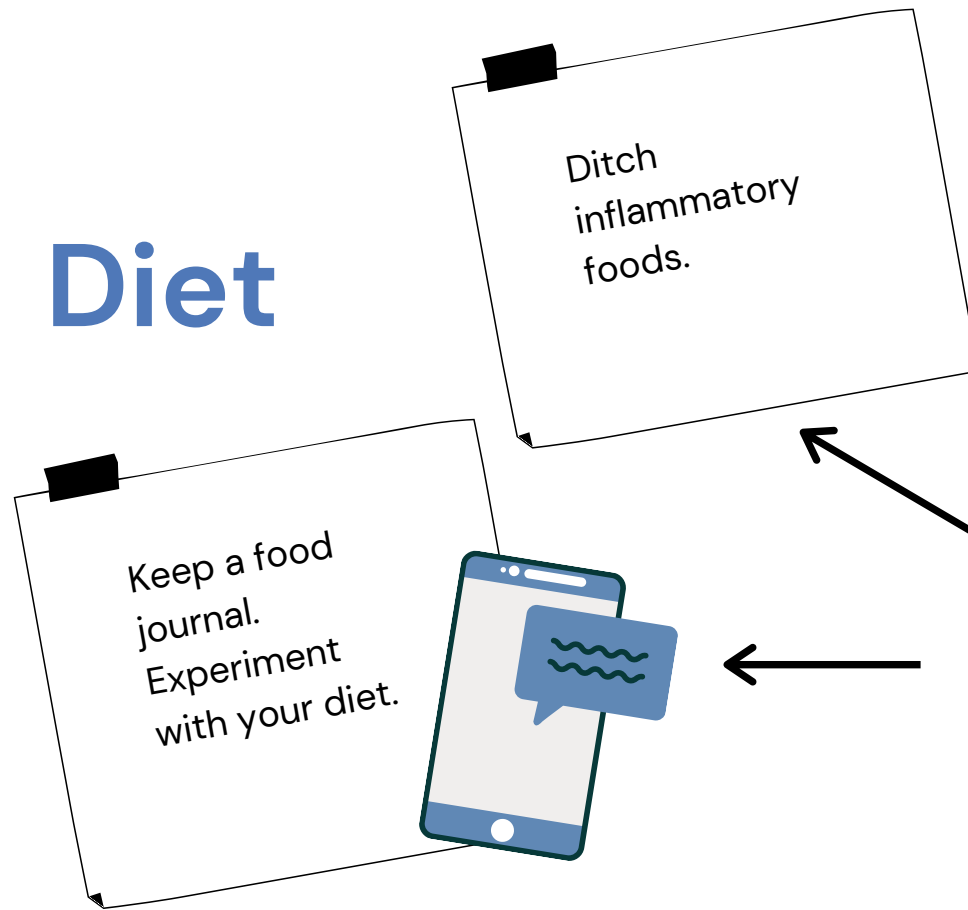 Diet
Ditch
inflammatory
foods.
Keep a food
journal.
Experiment
with your diet.